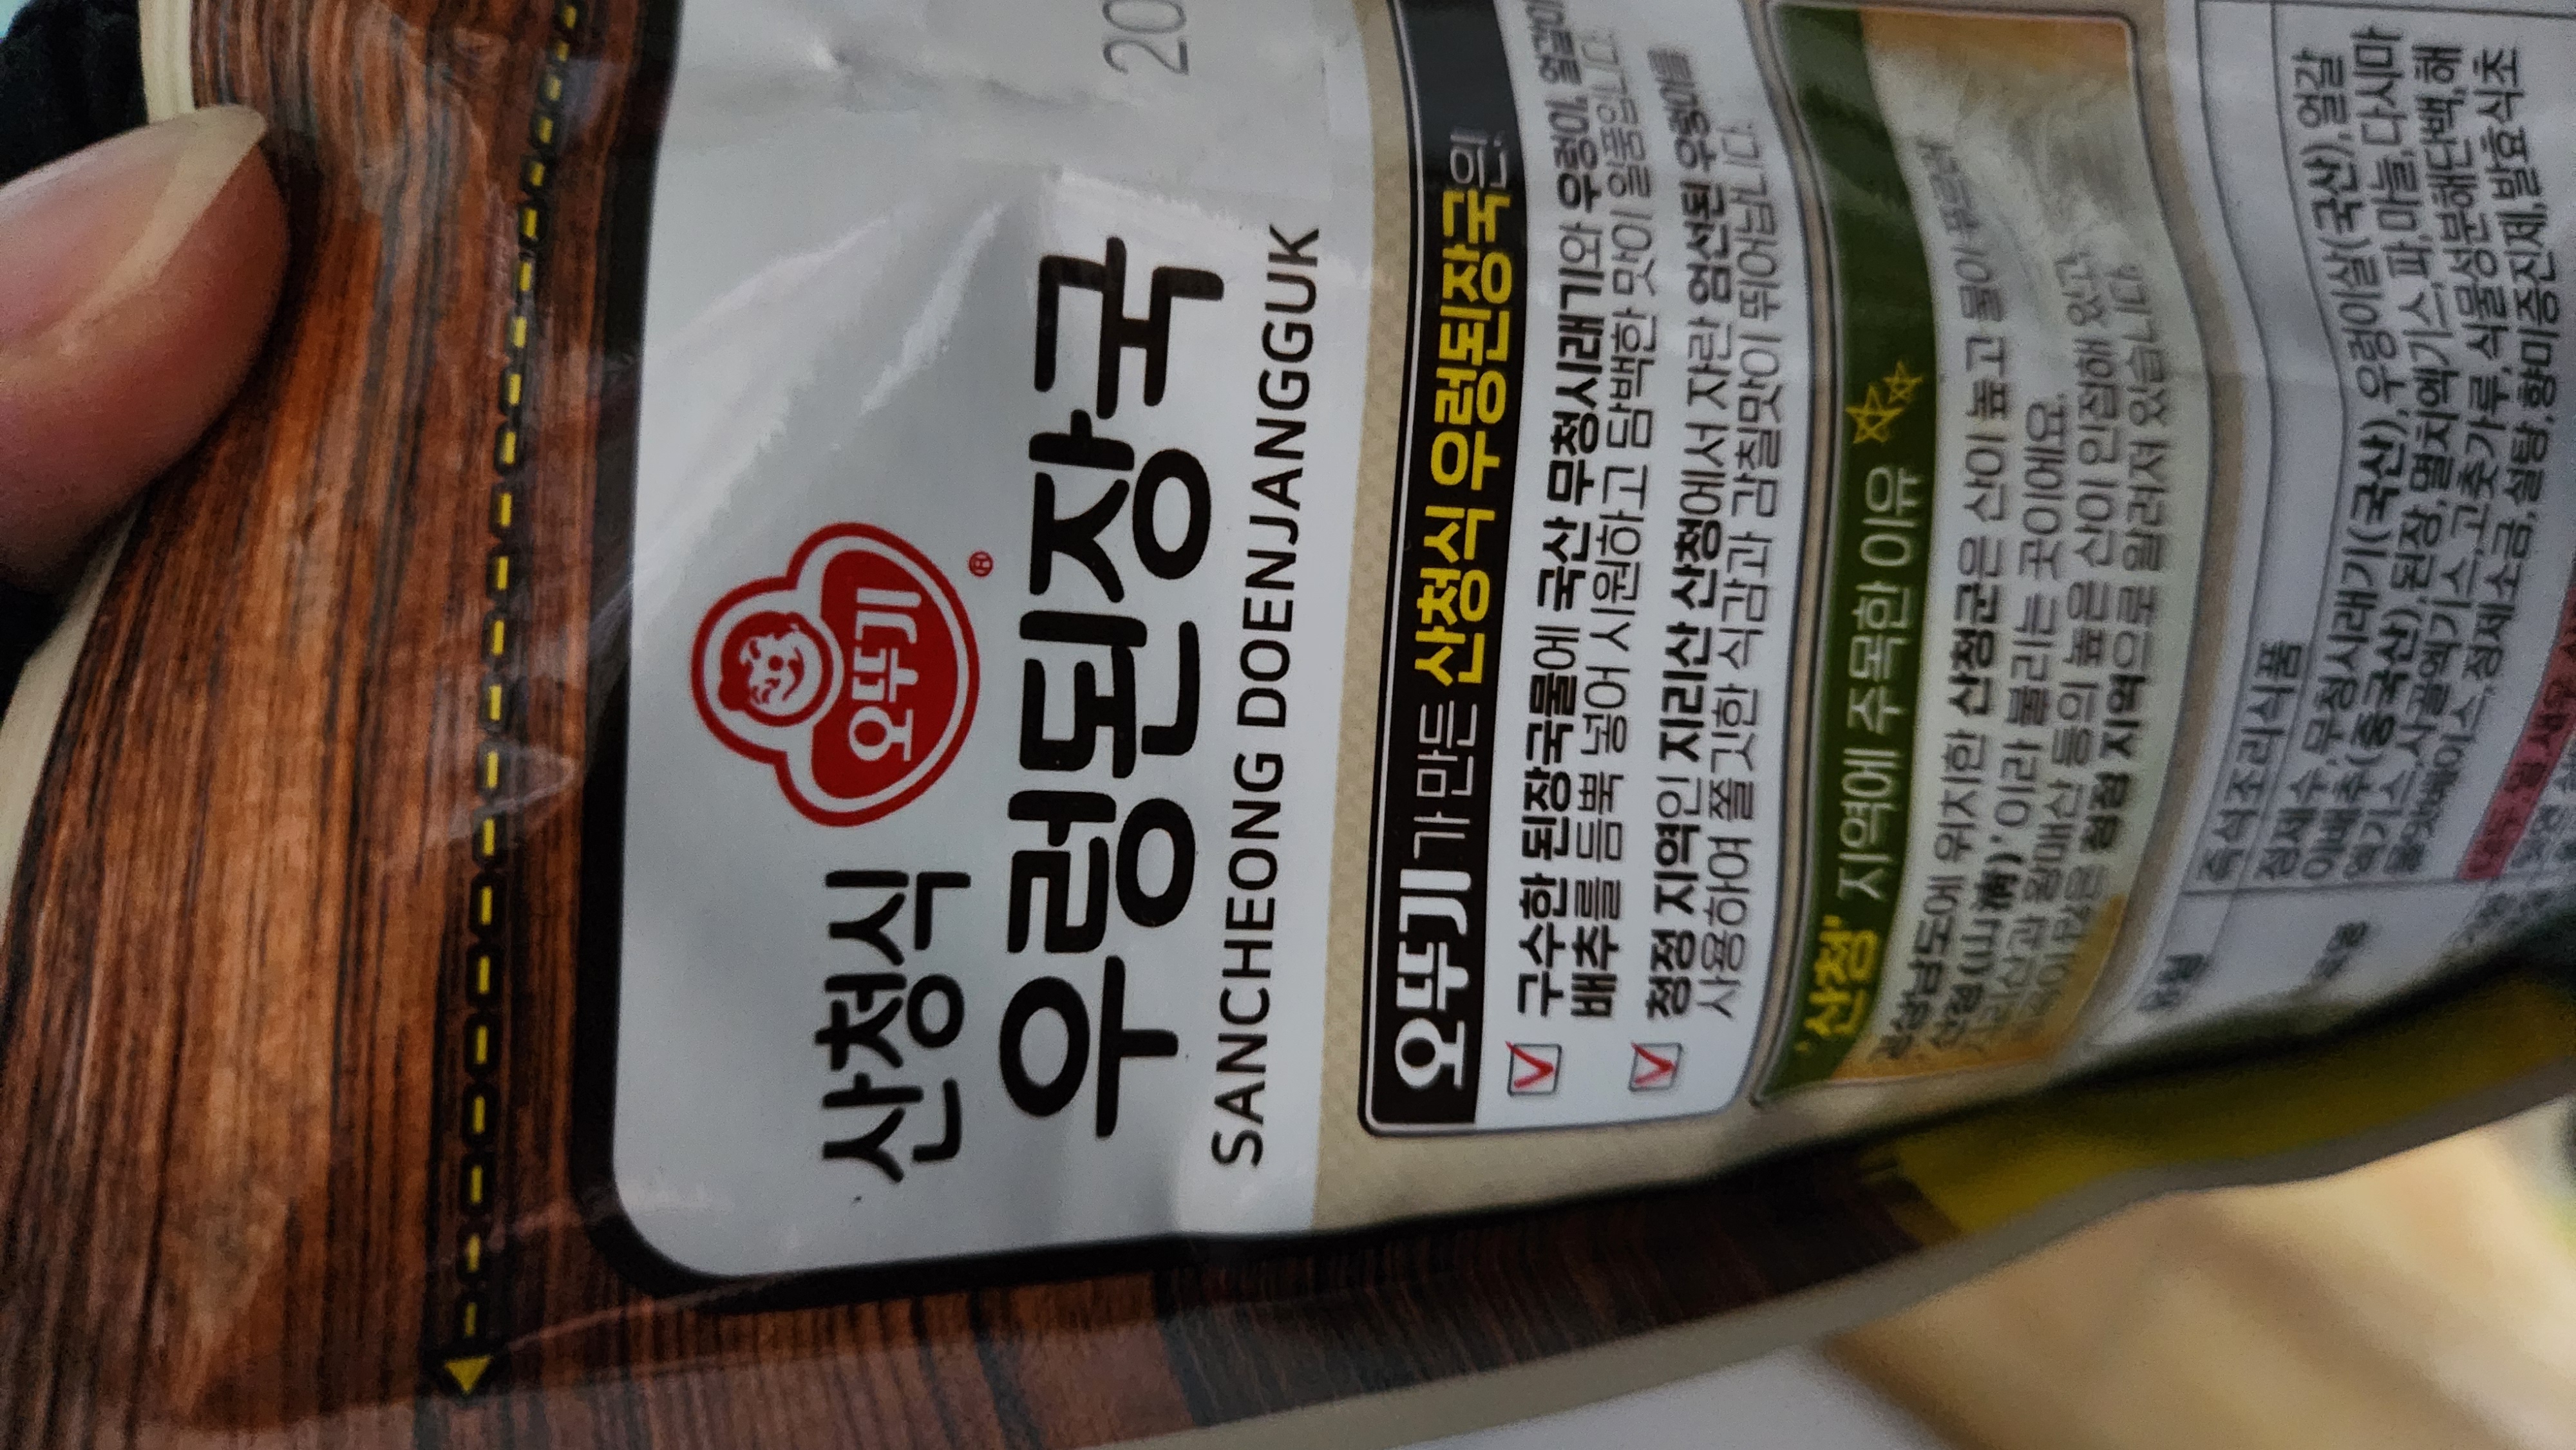 산청식
오뚜기
®
우렁된장국
SANCHEONG DOENJANGGUK
20
오뚜기가 만든 산청식 우렁된장국은!
구수한 된장국물에 국산 무청시래기와 우렁이, 얼갈이
배추를 듬뿍 넣어 시원하고 담백한 맛이 일품입니다.
청정 지역인 지리산 산청에서 자란 엄선된 우렁이를
사용하여 쫄깃한 식감과 감칠맛이 뛰어납니다.
'산청' 지역에 주목한 이유
경상남도에 위치한 산청군은 산이 높고 물이 푸르러
'산청(山淸)'이라 불리는 곳이에요.
지리산과 황매산 등의 높은 산이 인접해 있고,
청정 지역으로 알려져 있습니다.
유형
즉석조리식품
정제수, 무청시래기(국산), 우렁이살(국산), 얼갈
이배추(중국산), 된장, 멸치엑기스, 파, 마늘, 다시마
엑기스, 사골엑기스, 고춧가루, 식물성분해단백, 해
물맛베이스, 정제소금, 설탕, 향미증진제, 발효식초